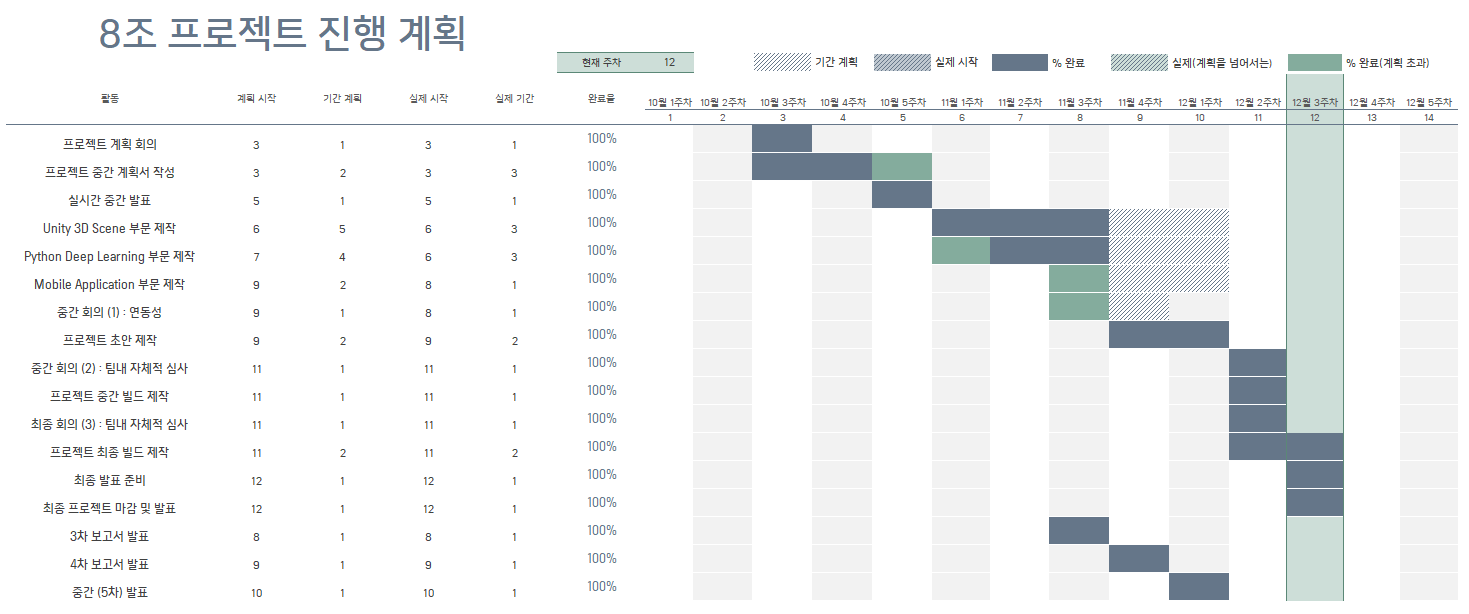 8조 프로젝트 진행 계획
현재 주차 12
기간 계획 실제 시작 % 완료 실제(계획을 넘어서는) % 완료(계획 초과)
활동 계획 시작 기간 계획 실제 시작 실제 기간 완료율 10월 1주차 10월 2주차 10월 3주차 10월 4주차 10월 5주차 11월 1주차 11월 2주차 11월 3주차 11월 4주차 12월 1주차 12월 2주차 12월 3주차 12월 4주차 12월 5주차
1 2 3 4 5 6 7 8 9 10 11 12 13 14
프로젝트 계획 회의 3 1 3 1 100%
프로젝트 중간 계획서 작성 3 2 3 3 100%
실시간 중간 발표 5 1 5 1 100%
Unity 3D Scene 부문 제작 6 5 6 3 100%
Python Deep Learning 부문 제작 7 4 6 3 100%
Mobile Application 부문 제작 9 2 8 1 100%
중간 회의 (1) : 연동성 9 1 8 1 100%
프로젝트 초안 제작 9 2 9 2 100%
중간 회의 (2) : 팀내 자체적 심사 11 1 11 1 100%
프로젝트 중간 빌드 제작 11 1 11 1 100%
최종 회의 (3) : 팀내 자체적 심사 11 1 11 1 100%
프로젝트 최종 빌드 제작 11 2 11 2 100%
최종 발표 준비 12 1 12 1 100%
최종 프로젝트 마감 및 발표 12 1 12 1 100%
3차 보고서 발표 8 1 8 1 100%
4차 보고서 발표 9 1 9 1 100%
중간 (5차) 발표 10 1 10 1 100%